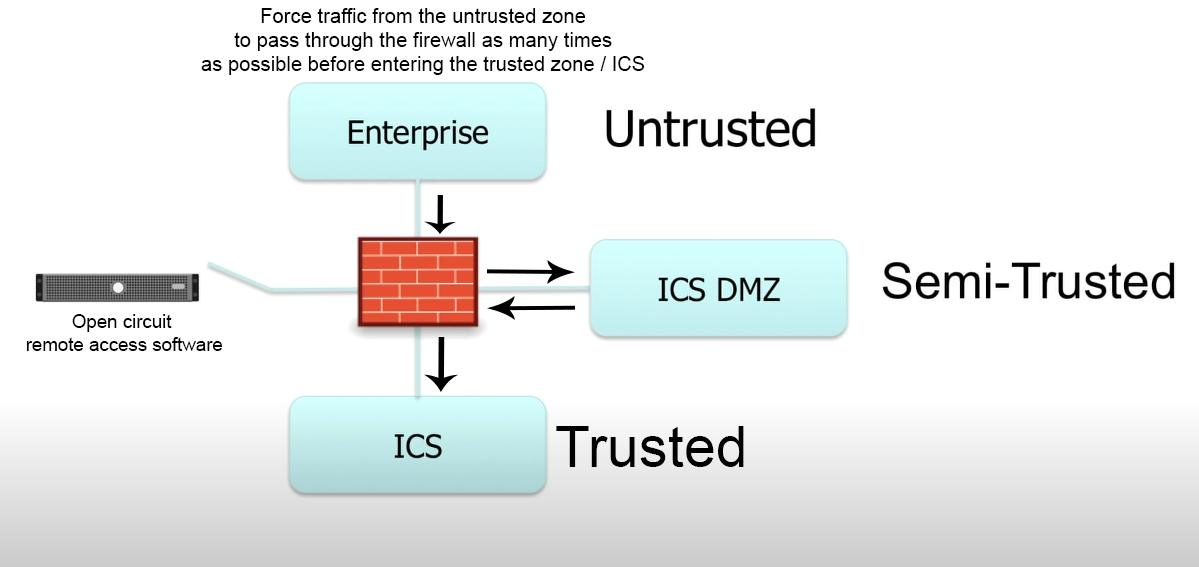 Force traffic from the untrusted zone
to pass through the firewall as many times
as possible before entering the trusted zone / ICS
Enterprise
Untrusted
ICS DMZ
Semi-Trusted
Open circuit
remote access software
ICS
Trusted